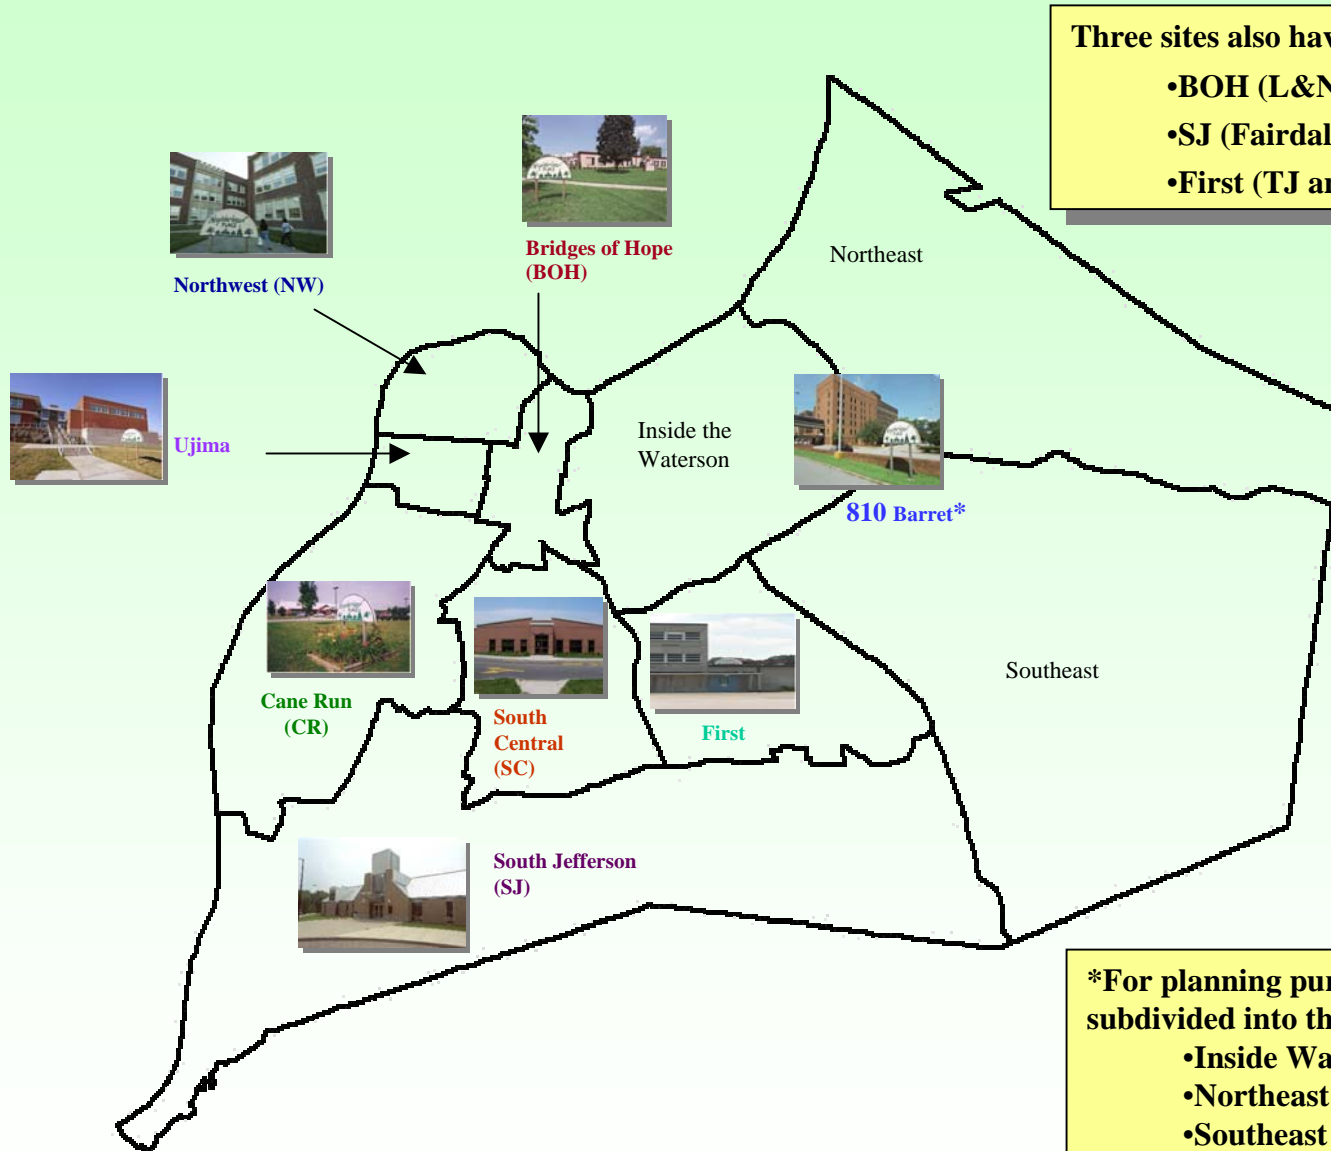 Three sites also hav
•BOH (L&N
•SJ (Fairdal
•First (TJ an
Bridges of Hope
(BOH)
Northeast
Northwest (NW)
Ujima
Inside the
Waterson
810 Barret*
Cane Run
(CR)
South
Central
(SC)
First
Southeast
South Jefferson
(SJ)
*For planning pur
subdivided into th
•Inside Wa
•Northeast
•Southeast